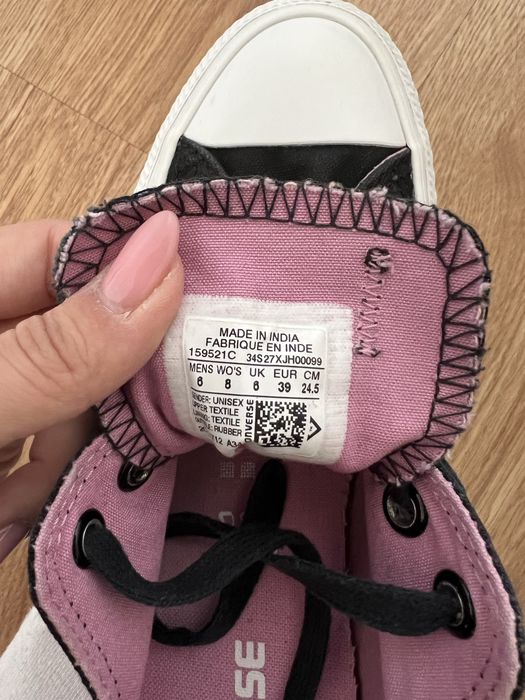 MADE IN INDIA
FABRIQUE EN INDE
159521C 34S27XJH00099
MENS WO'S UK EUR CM
6 8 6 39 24,5
GENDER: UNISEX
UPPER TEXTILE
LINING: TEXTILE
RUBBER
CONVERSE
SE